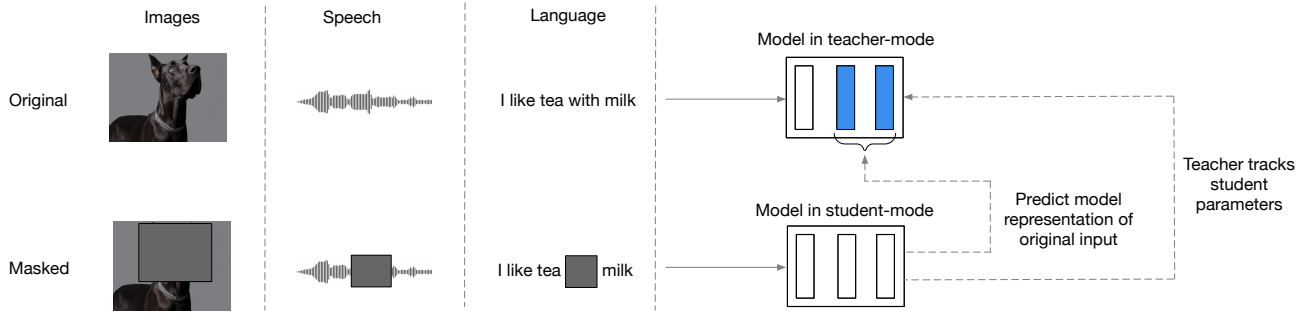 Images
Speech
Language
Original
I like tea with milk
Model in teacher-mode
Teacher tracks
student
parameters
Predict model
representation of
original input
Model in student-mode
Masked
I like tea milk